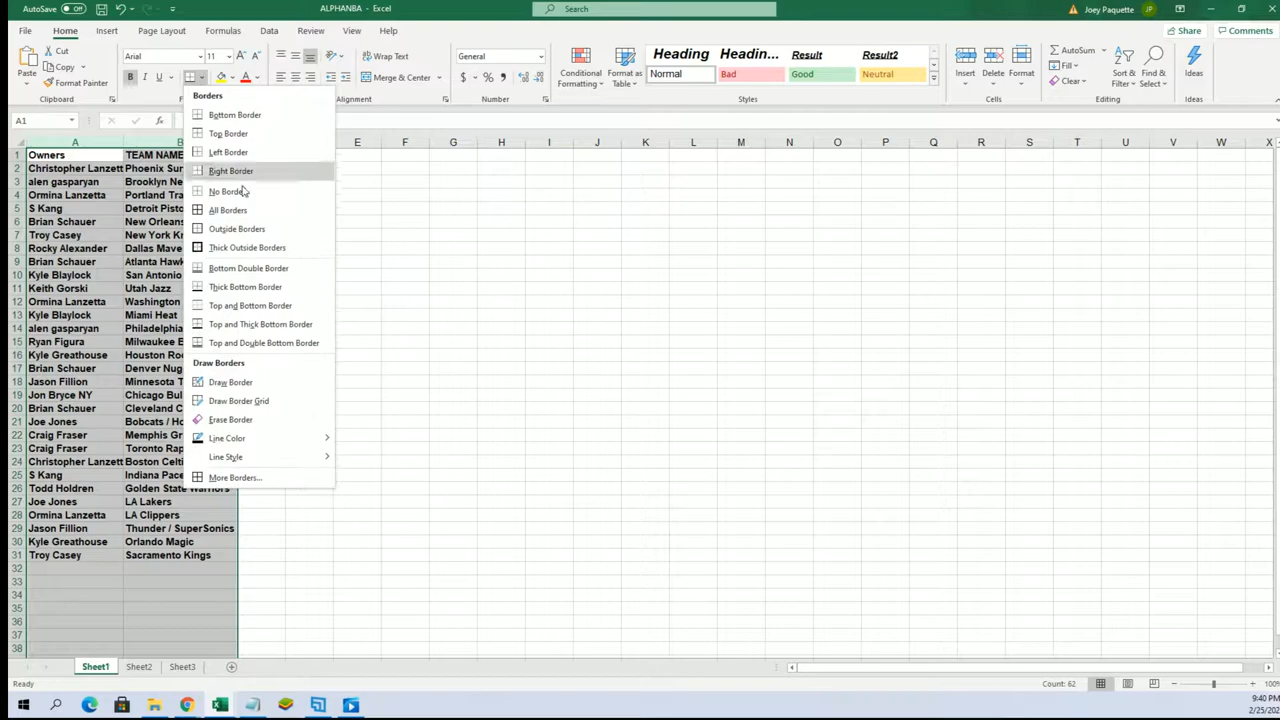 AutoSave Off ALPHANBA - Excel Search Joey Paquette JP
File Home Insert Page Layout Formulas Data Review View Help Share Comments
Paste Cut Copy Format Painter Clipboard
Arial 11 B I U A
Wrap Text Merge & Center Alignment
General $ % Number
Conditional Formatting Format as Table
Heading Headin... Result Result2
Normal Bad Good Neutral Styles
Insert Delete Format Cells
AutoSum Fill Clear Sort & Filter Find & Select Editing
Ideas Ideas
A1 fx
A B E F G H I J K L M N O P Q R S T U V W X
Borders
Bottom Border
Top Border
Left Border
Right Border
No Border
All Borders
Outside Borders
Thick Outside Borders
Bottom Double Border
Thick Bottom Border
Top and Bottom Border
Top and Thick Bottom Border
Top and Double Bottom Border
Draw Borders
Draw Border
Draw Border Grid
Erase Border
Line Color
Line Style
More Borders...
1 Owners TEAM NAME
2 Christopher Lanzett Phoenix Sun
3 alen gasparyan Brooklyn Ne
4 Ormina Lanzetta Portland Tra
5 S Kang Detroit Pisto
6 Brian Schauer New Orleans
7 Troy Casey New York Kn
8 Rocky Alexander Dallas Mave
9 Brian Schauer Atlanta Hawk
10 Kyle Blaylock San Antonio
11 Keith Gorski Utah Jazz
12 Ormina Lanzetta Washington
13 Kyle Blaylock Miami Heat
14 alen gasparyan Philadelphia
15 Ryan Figura Milwaukee B
16 Kyle Greathouse Houston Roc
17 Brian Schauer Denver Nugg
18 Jason Fillion Minnesota T
19 Jon Bryce NY Chicago Bul
20 Brian Schauer Cleveland C
21 Joe Jones Bobcats / Ho
22 Craig Fraser Memphis Gr
23 Craig Fraser Toronto Rap
24 Christopher Lanzett Boston Celti
25 S Kang Indiana Pace
26 Todd Holdren Golden State Warriors
27 Joe Jones LA Lakers
28 Ormina Lanzetta LA Clippers
29 Jason Fillion Thunder / SuperSonics
30 Kyle Greathouse Orlando Magic
31 Troy Casey Sacramento Kings
32
33
34
35
36
37
38
Sheet1 Sheet2 Sheet3
Ready Count: 62 100%
9:40 PM
2/25/202